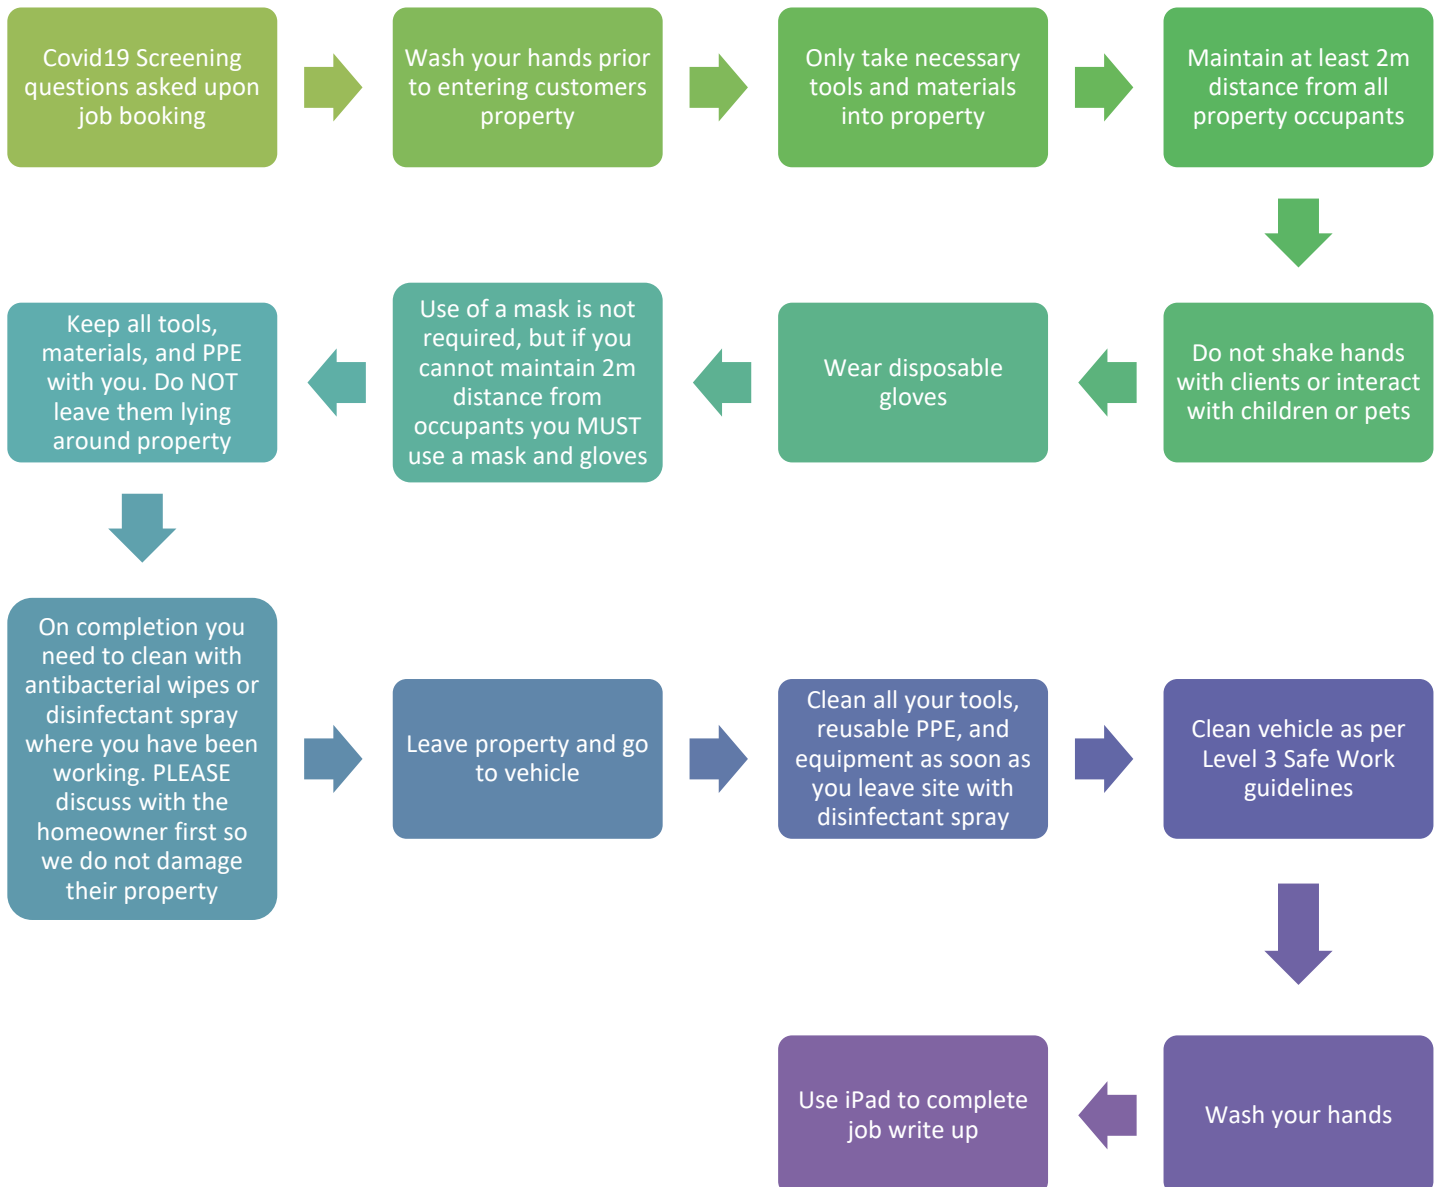 Covid19 Screening
questions asked upon
job booking
Wash your hands prior
to entering customers
property
Only take necessary
tools and materials
into property
Maintain at least 2m
distance from all
property occupants
Do not shake hands
with clients or interact
with children or pets
Wear disposable
gloves
Use of a mask is not
required, but if you
cannot maintain 2m
distance from
occupants you MUST
use a mask and gloves
Keep all tools,
materials, and PPE
with you. Do NOT
leave them lying
around property
On completion you
need to clean with
antibacterial wipes or
disinfectant spray
where you have been
working. PLEASE
discuss with the
homeowner first so
we do not damage
their property
Leave property and go
to vehicle
Clean all your tools,
reusable PPE, and
equipment as soon as
you leave site with
disinfectant spray
Clean vehicle as per
Level 3 Safe Work
guidelines
Wash your hands
Use iPad to complete
job write up